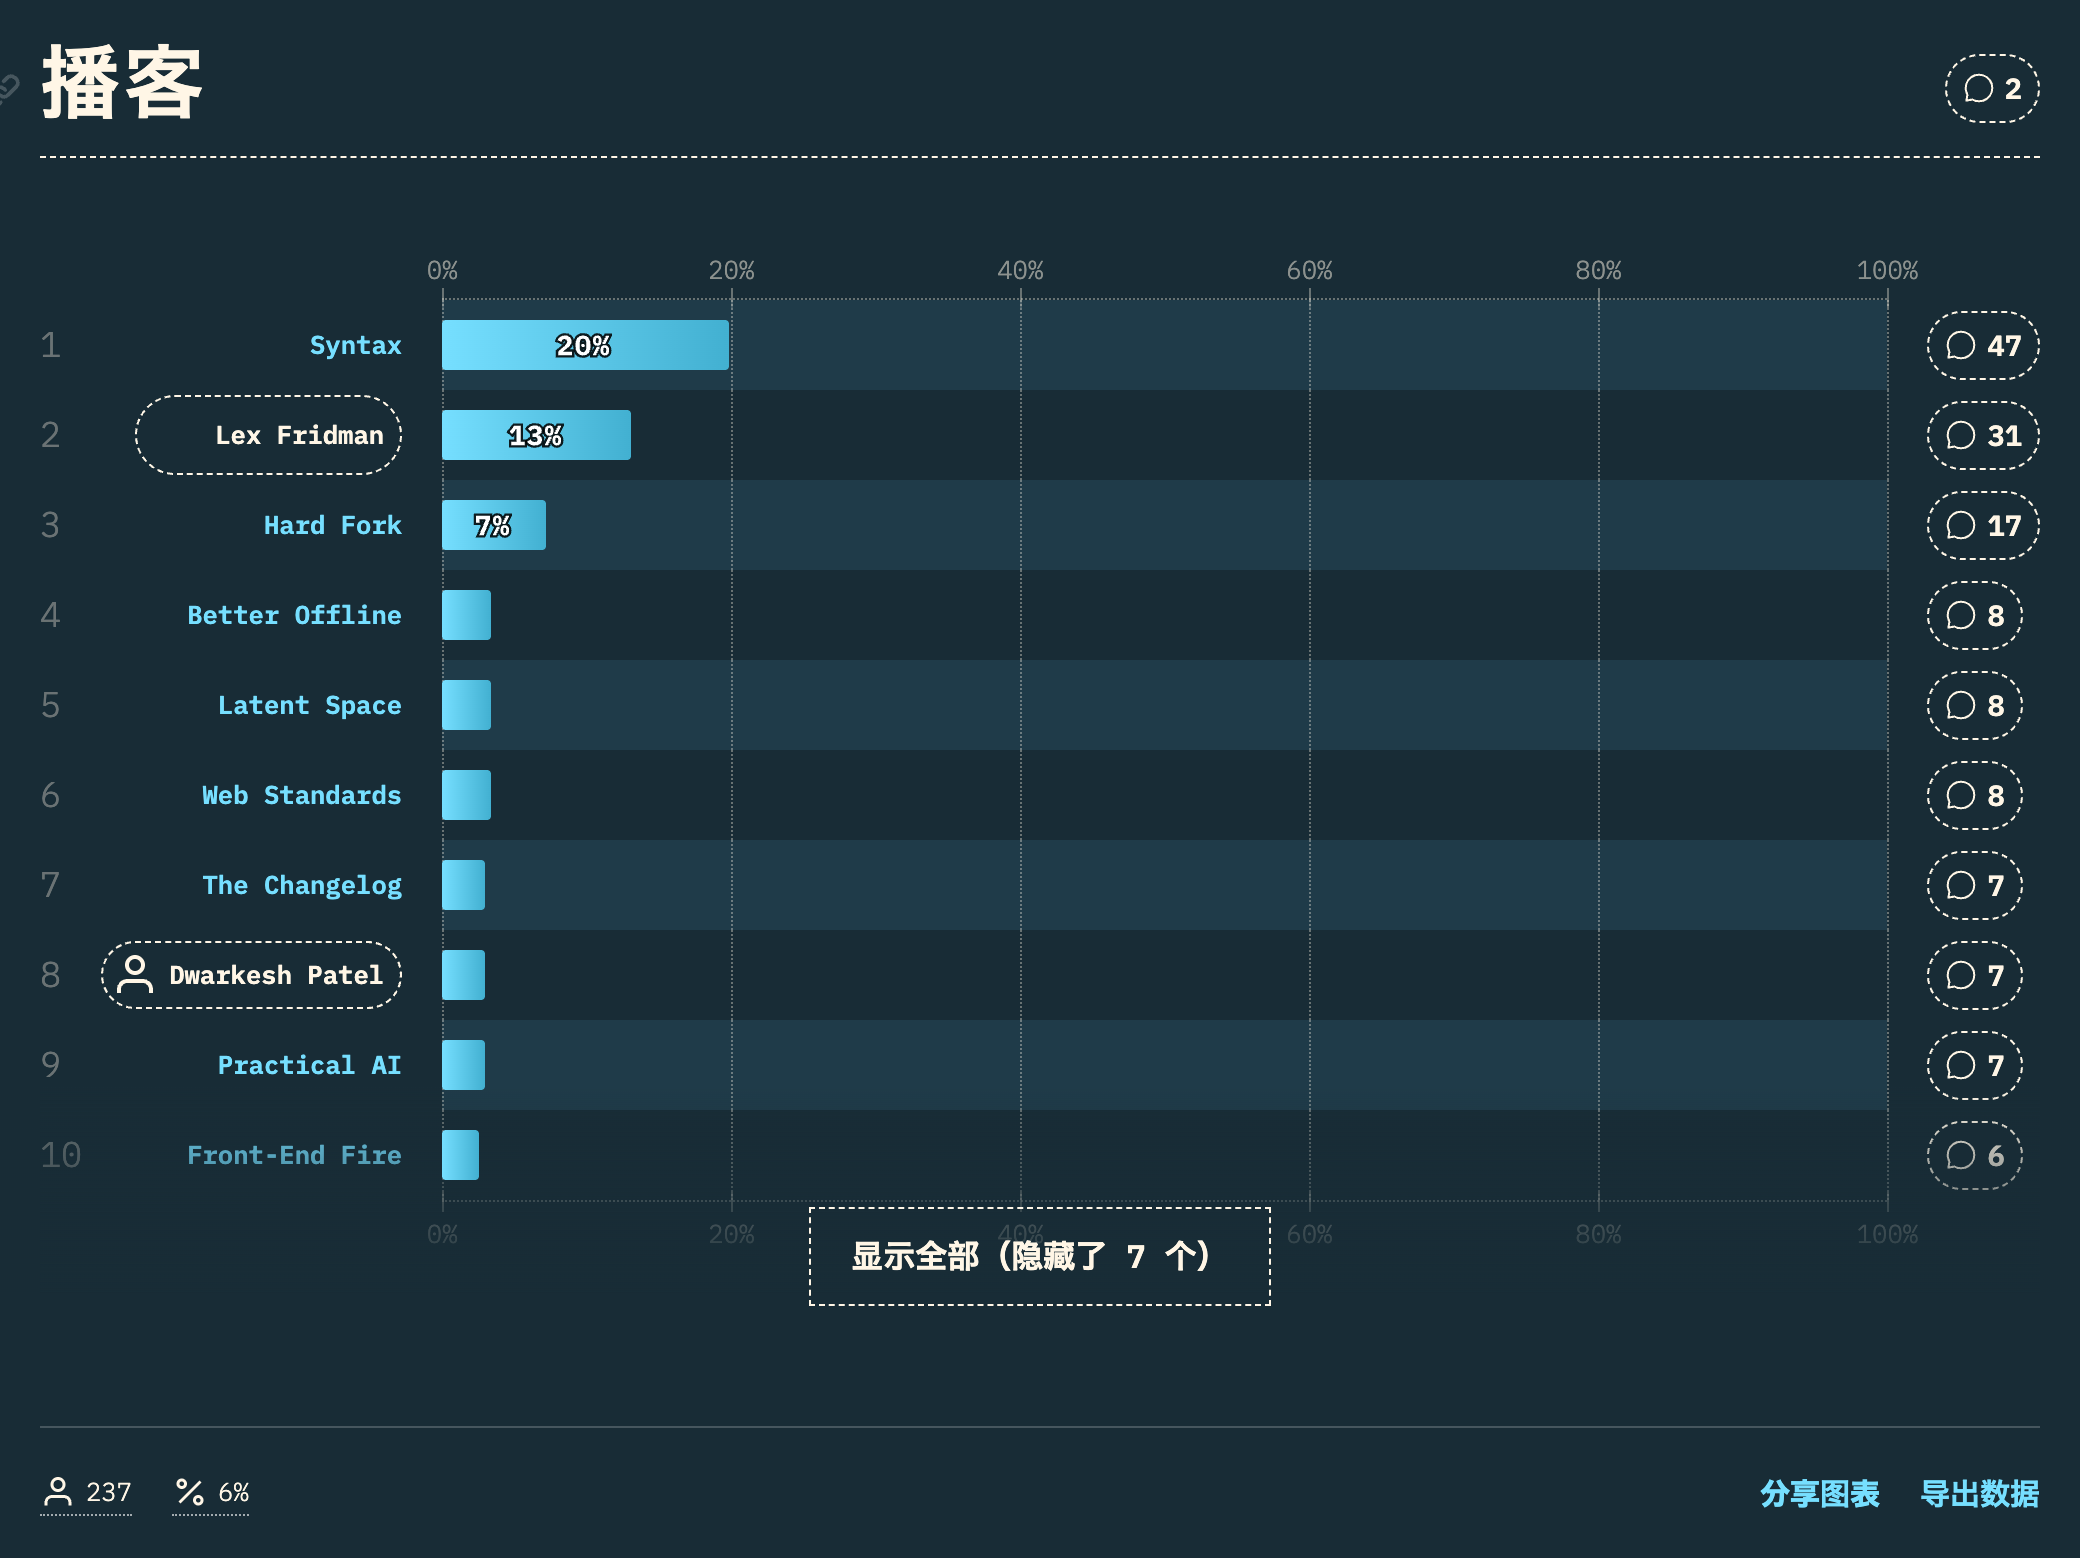 播客
2
0% 20% 40% 60% 80% 100%
1 Syntax 20% 47
2 Lex Fridman 13% 31
3 Hard Fork 7% 17
4 Better Offline 8
5 Latent Space 8
6 Web Standards 8
7 The Changelog 7
8 Dwarkesh Patel 7
9 Practical AI 7
10 Front-End Fire 6
0% 20% 40% 60% 80% 100%
显示全部（隐藏了 7 个）
237 6% 分享图表 导出数据